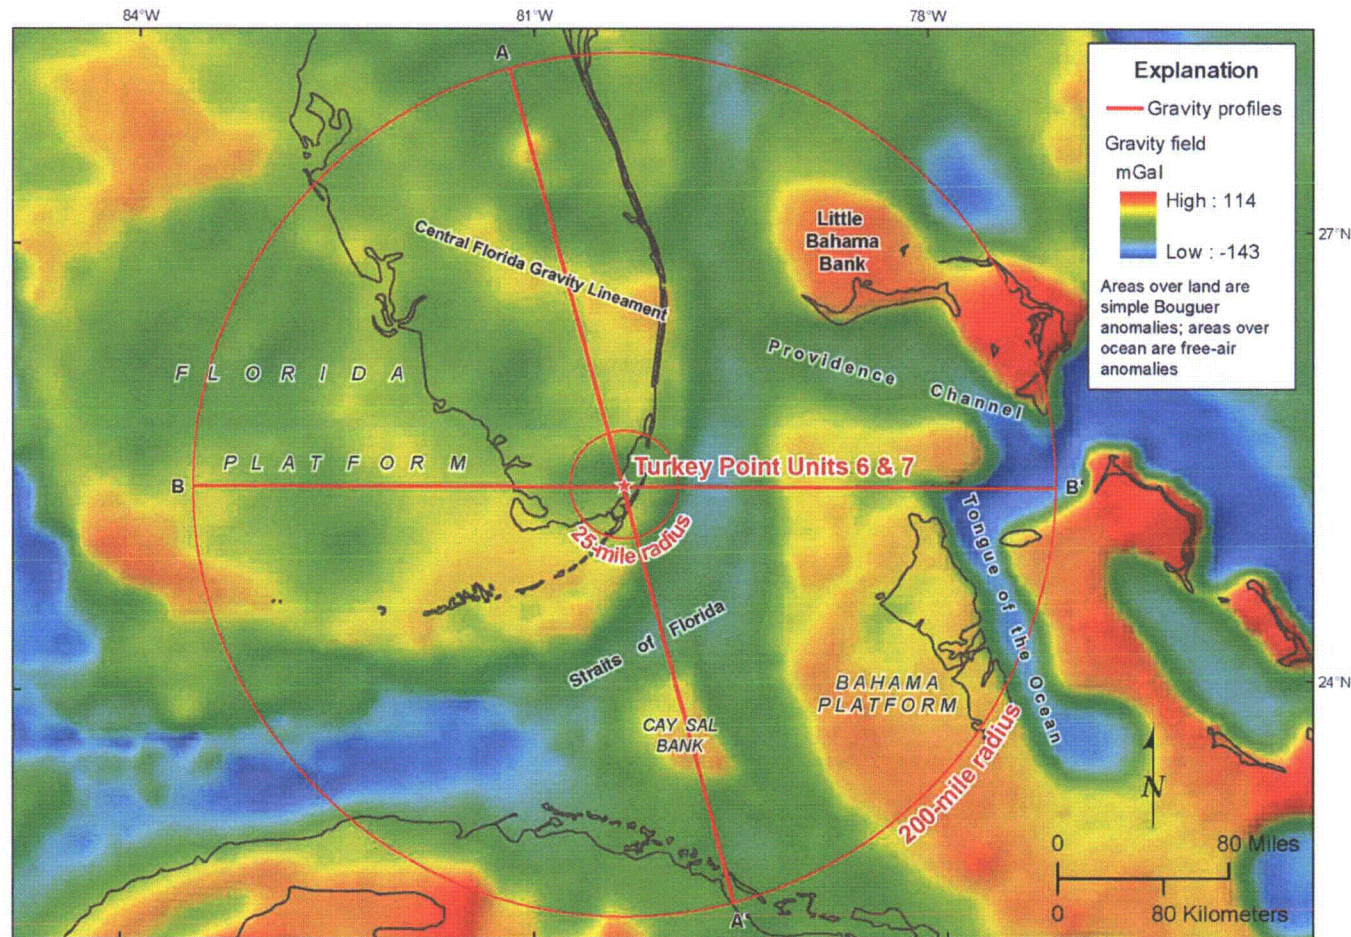 84°W
81°W
78°W
A
Explanation
Gravity profiles
Gravity field
mGal
High : 114
Low : -143
Areas over land are
simple Bouguer
anomalies; areas over
ocean are free-air
anomalies
Little
Bahama
Bank
27°N
Central Florida Gravity Lineament
Providence Channel
FLORIDA
PLATFORM
Turkey Point Units 6 & 7
B
B'
25-mile radius
Tongue of the Ocean
Straits of Florida
BAHAMA
PLATFORM
24°N
CAY SAL
BANK
200-mile radius
N
0 80 Miles
0 80 Kilometers
A'